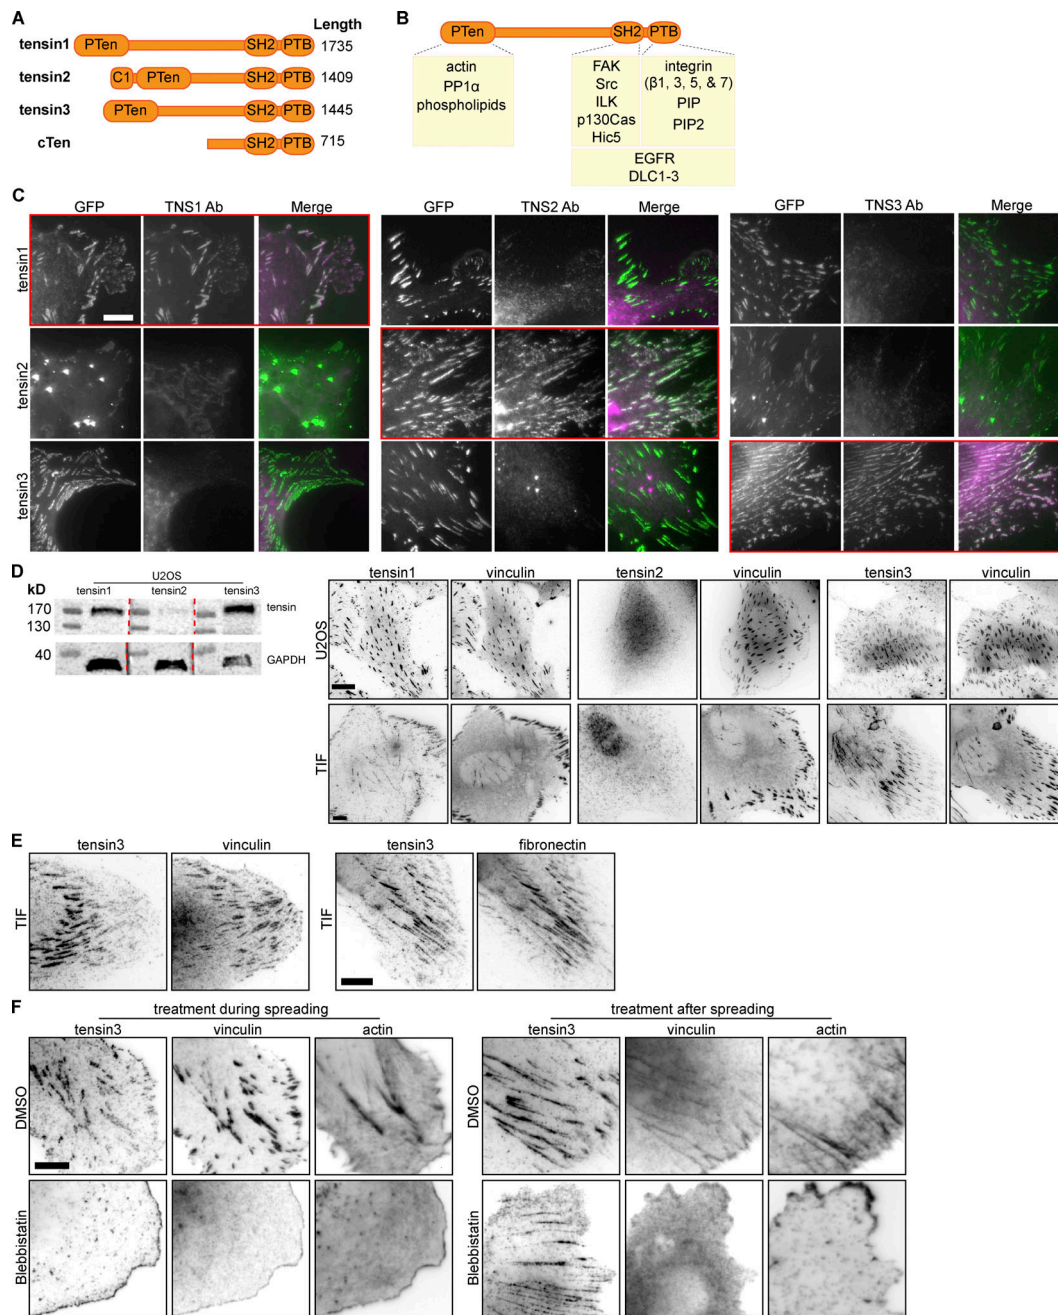 A
Length
tensin1 PTen SH2 PTB 1735
tensin2 C1 PTen SH2 PTB 1409
tensin3 PTen SH2 PTB 1445
cTen SH2 PTB 715
B
PTen SH2 PTB
actin
PP1α
phospholipids
FAK
Src
ILK
p130Cas
Hic5
integrin
(β1, 3, 5, & 7)
PIP
PIP2
EGFR
DLC1-3
C
GFP TNS1 Ab Merge GFP TNS2 Ab Merge GFP TNS3 Ab Merge
tensin1
tensin2
tensin3
D
U2OS
kD tensin1 tensin2 tensin3
170 tensin
130
40 GAPDH
tensin1 vinculin tensin2 vinculin tensin3 vinculin
U2OS
TIF
E
tensin3 vinculin tensin3 fibronectin
TIF TIF
F
treatment during spreading treatment after spreading
tensin3 vinculin actin tensin3 vinculin actin
DMSO
Blebbistatin